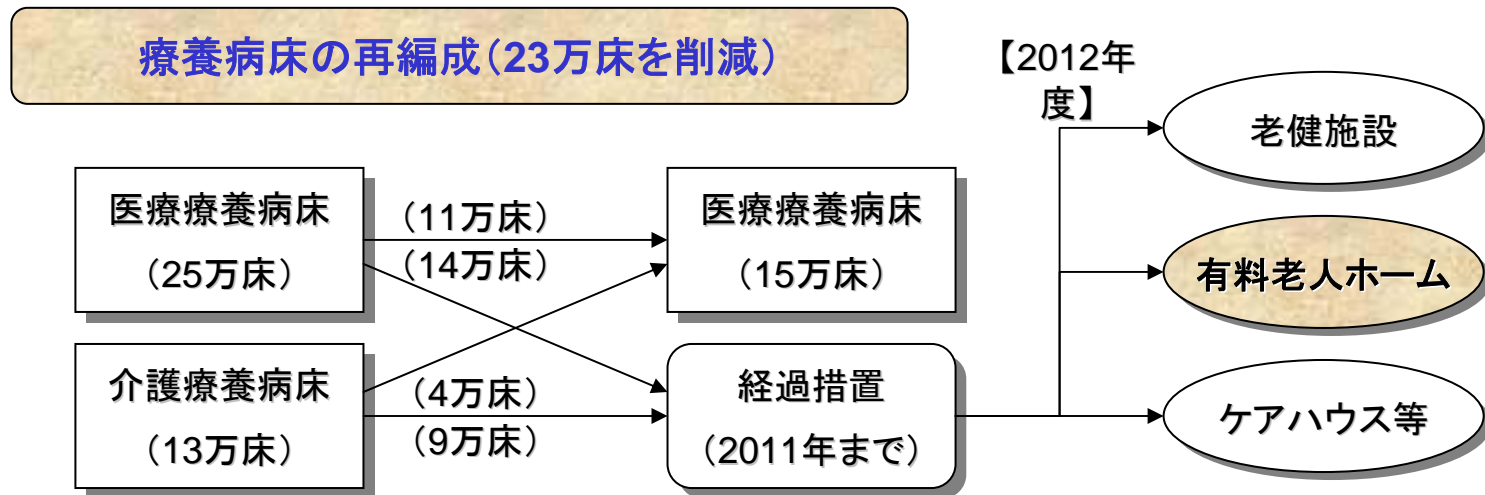 療養病床の再編成（23万床を削減）
【2012年
度】
老健施設
医療療養病床
（25万床）
（11万床）
（14万床）
医療療養病床
（15万床）
有料老人ホーム
介護療養病床
（13万床）
（4万床）
（9万床）
経過措置
（2011年まで）
ケアハウス等